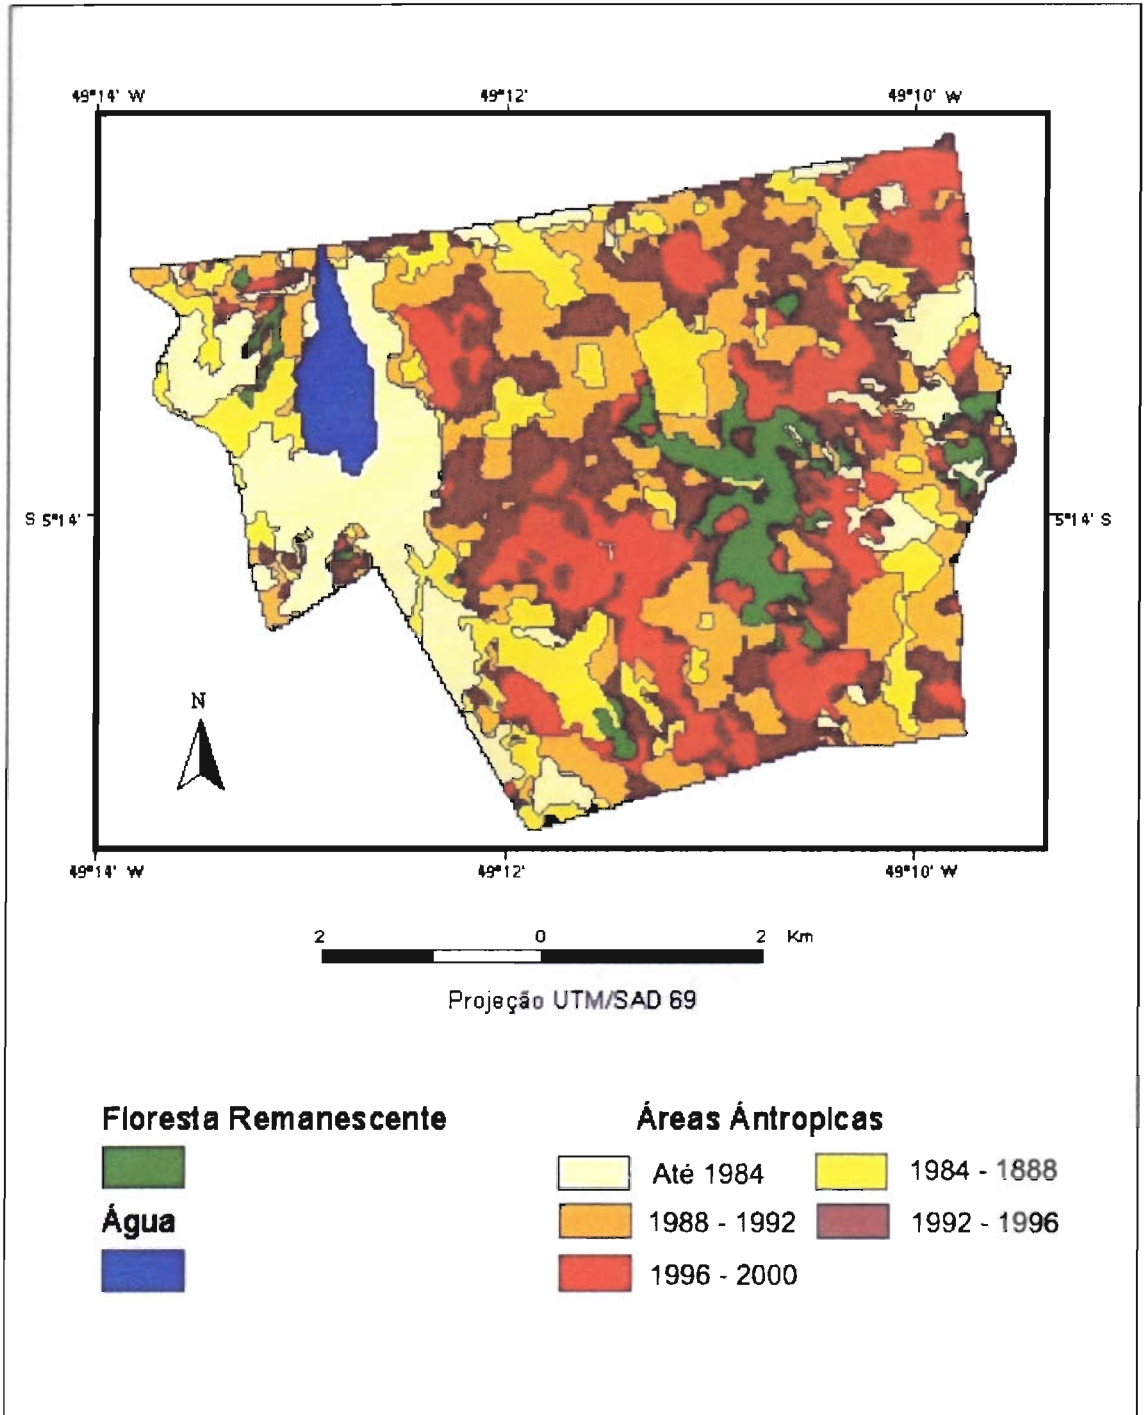 49°14' W 49°12' 49°10' W
S 5°14' 5°14' S
N
49°14' W 49°12' 49°10' W
2 0 2 Km
Projeção UTM/SAD 69
Floresta Remanescente Áreas Ántropicas
Até 1984 1984 - 1888
Água 1988 - 1992 1992 - 1996
1996 - 2000